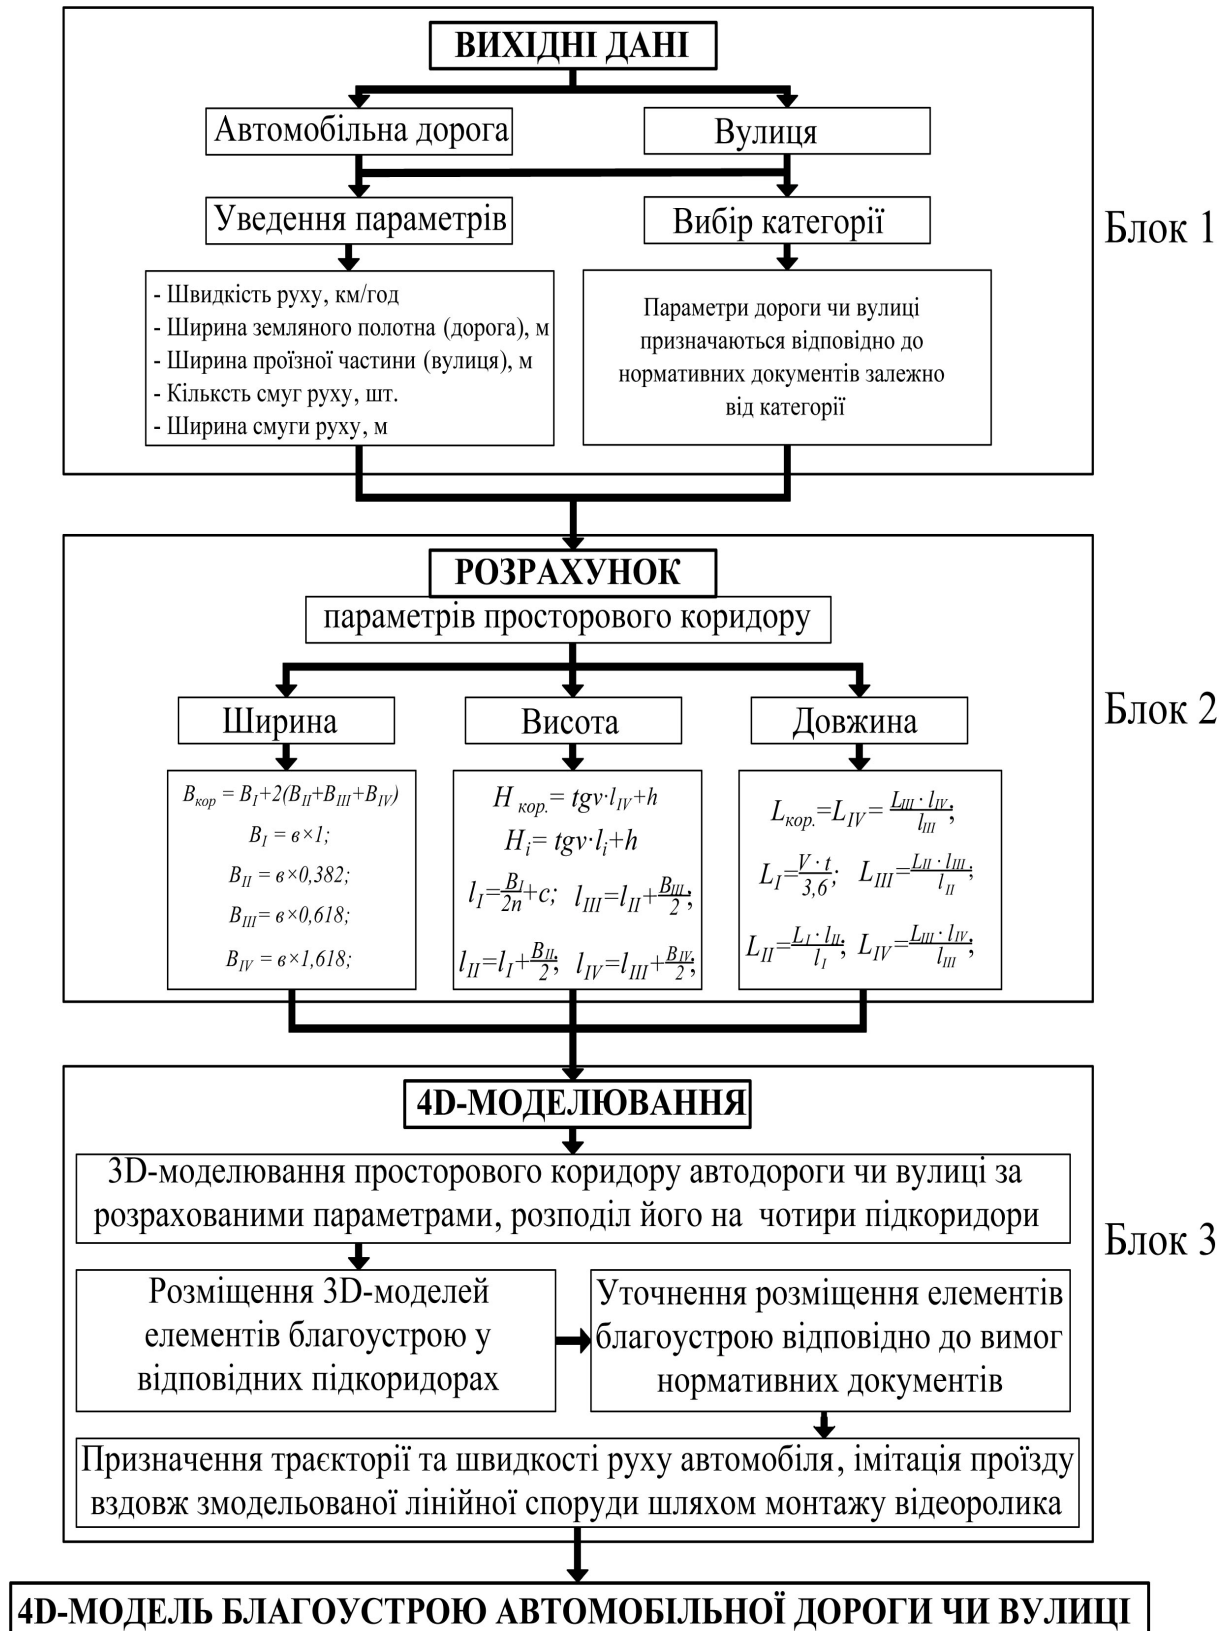 ВИХІДНІ ДАНІ
Автомобільна дорога
Вулиця
Уведення параметрів
Вибір категорії
Блок 1
- Швидкість руху, км/год
- Ширина земляного полотна (дорога), м
- Ширина проїзної частини (вулиця), м
- Кільксть смуг руху, шт.
- Ширина смуги руху, м
Параметри дороги чи вулиці
призначаються відповідно до
нормативних документів залежно
від категорії
РОЗРАХУНОК
параметрів просторового коридору
Блок 2
Ширина
Висота
Довжина
B_кор = B_I+2(B_II+B_III+B_IV)
B_I = в×1;
B_II = в×0,382;
B_III = в×0,618;
B_IV = в×1,618;
H_кор.= tgν·l_IV+h
H_i= tgν·l_i+h
l_I=B_I/2n+c; l_III=l_II+B_III/2;
l_II=l_I+B_II/2; l_IV=l_III+B_IV/2;
L_кор.=L_IV= L_III · l_IV/l_III;
L_I=V · t/3,6; L_III=L_II · l_III/l_II;
L_II=L_I · l_II/l_I; L_IV=L_III · l_IV/l_III;
4D-МОДЕЛЮВАННЯ
3D-моделювання просторового коридору автодороги чи вулиці за
розрахованими параметрами, розподіл його на чотири підкоридори
Блок 3
Розміщення 3D-моделей
елементів благоустрою у
відповідних підкоридорах
Уточнення розміщення елементів
благоустрою відповідно до вимог
нормативних документів
Призначення траєкторії та швидкості руху автомобіля, імітація проїзду
вздовж змодельованої лінійної споруди шляхом монтажу відеоролика
4D-МОДЕЛЬ БЛАГОУСТРОЮ АВТОМОБІЛЬНОЇ ДОРОГИ ЧИ ВУЛИЦІ